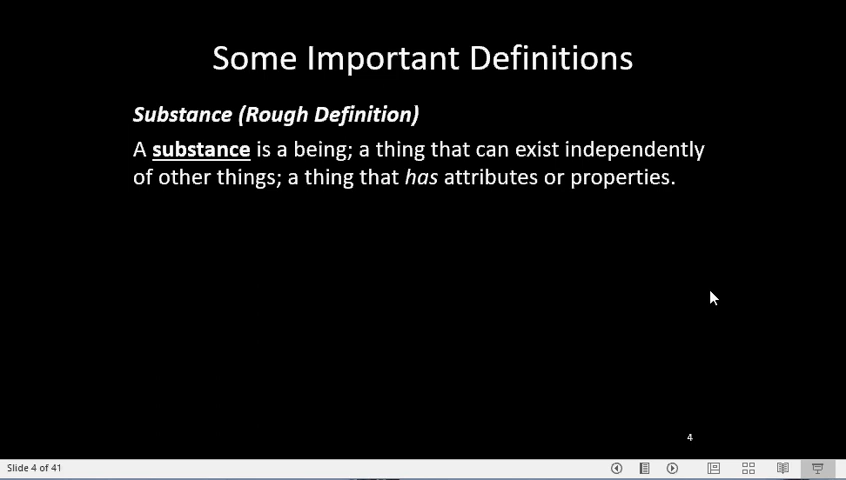 Some Important Definitions
Substance (Rough Definition)
A substance is a being; a thing that can exist independently
of other things; a thing that has attributes or properties.
4
Slide 4 of 41